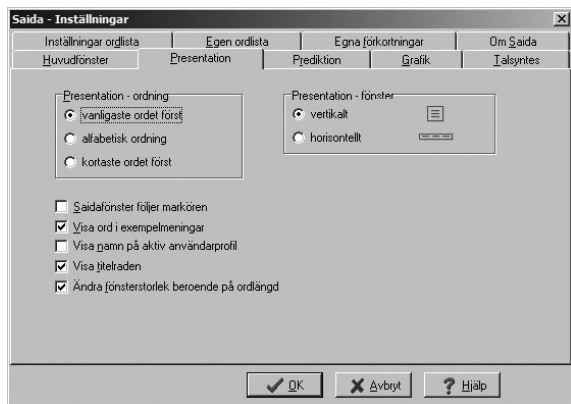 Saida - Inställningar
Inställningar ordlista
Egen ordlista
Egna förkortningar
Om Saida
Huvudfönster
Presentation
Prediktion
Grafik
Talsyntes
Presentation - ordning
vanligaste ordet först
alfabetisk ordning
kortaste ordet först
Presentation - fönster
vertikalt
horisontellt
Saidafönster följer markören
Visa ord i exempelmeningar
Visa namn på aktiv användarprofil
Visa titelraden
Ändra fönsterstorlek beroende på ordlängd
OK
Avbryt
Hjälp